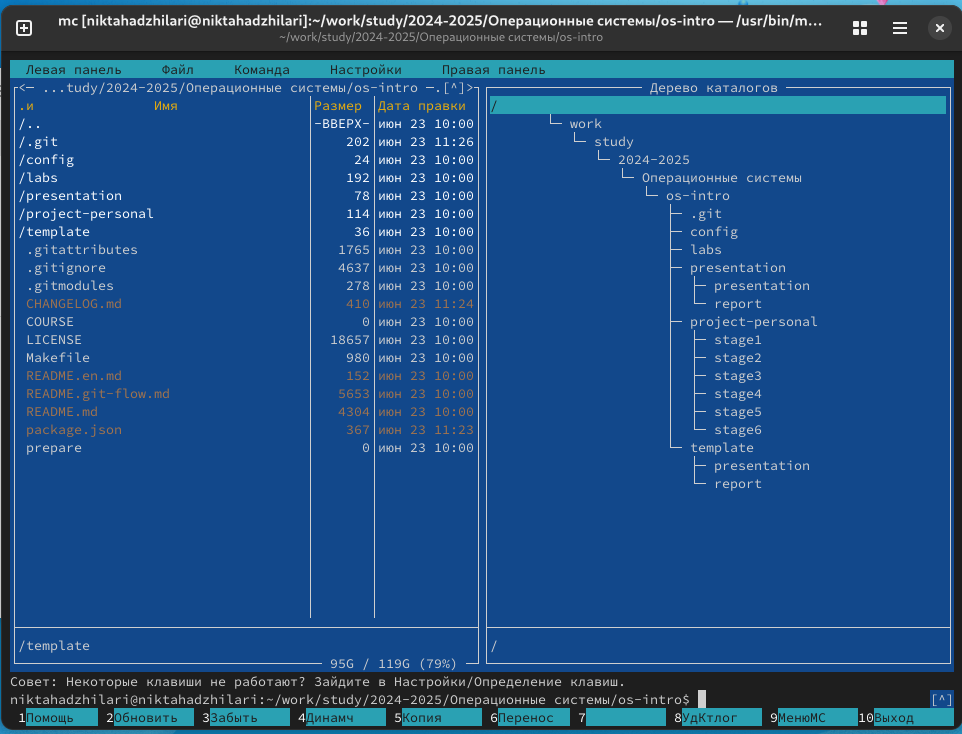 mc [niktahadzhilari@niktahadzhilari]:~/work/study/2024-2025/Операционные системы/os-intro — /usr/bin/m…
~/work/study/2024-2025/Операционные системы/os-intro
Левая панель Файл Команда Настройки Правая панель
<─ ...tudy/2024-2025/Операционные системы/os-intro ─.[^]>
.и Имя Размер Дата правки
/.. -ВВЕРХ- июн 23 10:00
/.git 202 июн 23 11:26
/config 24 июн 23 10:00
/labs 192 июн 23 10:00
/presentation 78 июн 23 10:00
/project-personal 114 июн 23 10:00
/template 36 июн 23 10:00
.gitattributes 1765 июн 23 10:00
.gitignore 4637 июн 23 10:00
.gitmodules 278 июн 23 10:00
CHANGELOG.md 410 июн 23 11:24
COURSE 0 июн 23 10:00
LICENSE 18657 июн 23 10:00
Makefile 980 июн 23 10:00
README.en.md 152 июн 23 10:00
README.git-flow.md 5653 июн 23 10:00
README.md 4304 июн 23 10:00
package.json 367 июн 23 11:23
prepare 0 июн 23 10:00
/template
95G / 119G (79%)
Дерево каталогов
/
work
study
2024-2025
Операционные системы
os-intro
.git
config
labs
presentation
presentation
report
project-personal
stage1
stage2
stage3
stage4
stage5
stage6
template
presentation
report
/
Совет: Некоторые клавиши не работают? Зайдите в Настройки/Определение клавиш.
niktahadzhilari@niktahadzhilari:~/work/study/2024-2025/Операционные системы/os-intro$ [^]
1Помощь 2Обновить 3Забыть 4Динамч 5Копия 6Перенос 7 8УдКтлог 9МенюМС 10Выход